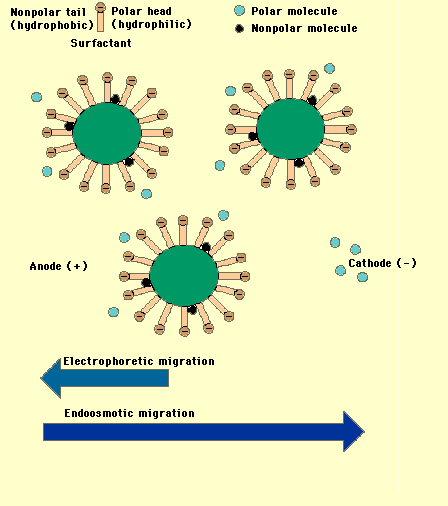 Nonpolar tail
(hydrophobic)
Polar head
(hydrophilic)
Surfactant
Polar molecule
Nonpolar molecule
Anode (+)
Cathode (-)
Electrophoretic migration
Endoosmotic migration